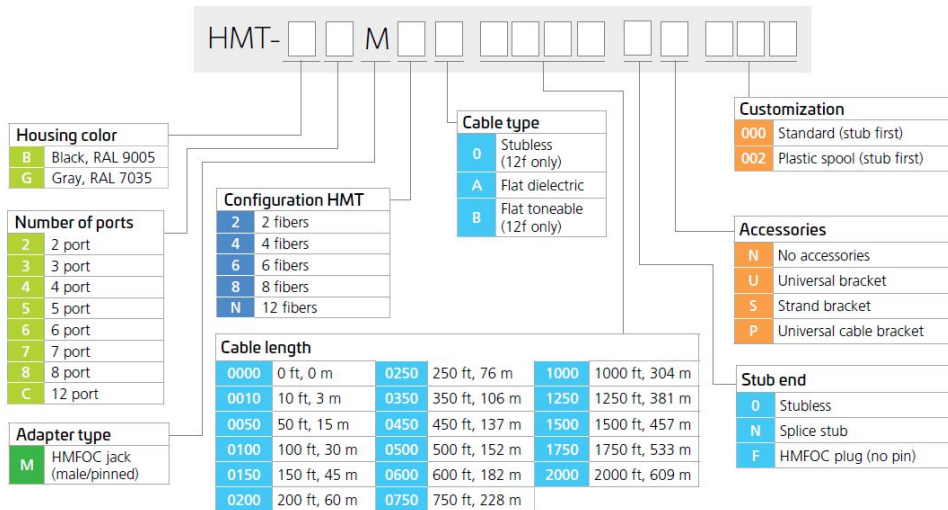 HMT- M
Housing color
B Black, RAL 9005
G Gray, RAL 7035
Number of ports
2 2 port
3 3 port
4 4 port
5 5 port
6 6 port
7 7 port
8 8 port
C 12 port
Adapter type
M HMFOC jack
(male/pinned)
Configuration HMT
2 2 fibers
4 4 fibers
6 6 fibers
8 8 fibers
N 12 fibers
Cable type
0 Stubless
(12f only)
A Flat dielectric
B Flat toneable
(12f only)
Cable length
0000 0 ft, 0 m 0250 250 ft, 76 m 1000 1000 ft, 304 m
0010 10 ft, 3 m 0350 350 ft, 106 m 1250 1250 ft, 381 m
0050 50 ft, 15 m 0450 450 ft, 137 m 1500 1500 ft, 457 m
0100 100 ft, 30 m 0500 500 ft, 152 m 1750 1750 ft, 533 m
0150 150 ft, 45 m 0600 600 ft, 182 m 2000 2000 ft, 609 m
0200 200 ft, 60 m 0750 750 ft, 228 m
Customization
000 Standard (stub first)
002 Plastic spool (stub first)
Accessories
N No accessories
U Universal bracket
S Strand bracket
P Universal cable bracket
Stub end
0 Stubless
N Splice stub
F HMFOC plug (no pin)